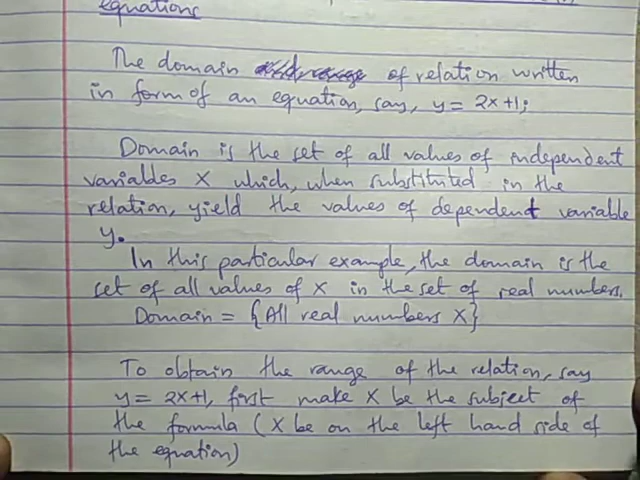 equations
The domain of relation written
in form of an equation, say, y = 2x+1;
Domain is the set of all values of independent
variables x which, when substituted in the
relation, yield the values of dependent variable
y.
In this particular example, the domain is the
set of all values of x in the set of real numbers.
Domain = {All real numbers x}
To obtain the range of the relation, say
y = 2x+1, first make x be the subject of
the formula (x be on the left hand side of
the equation)